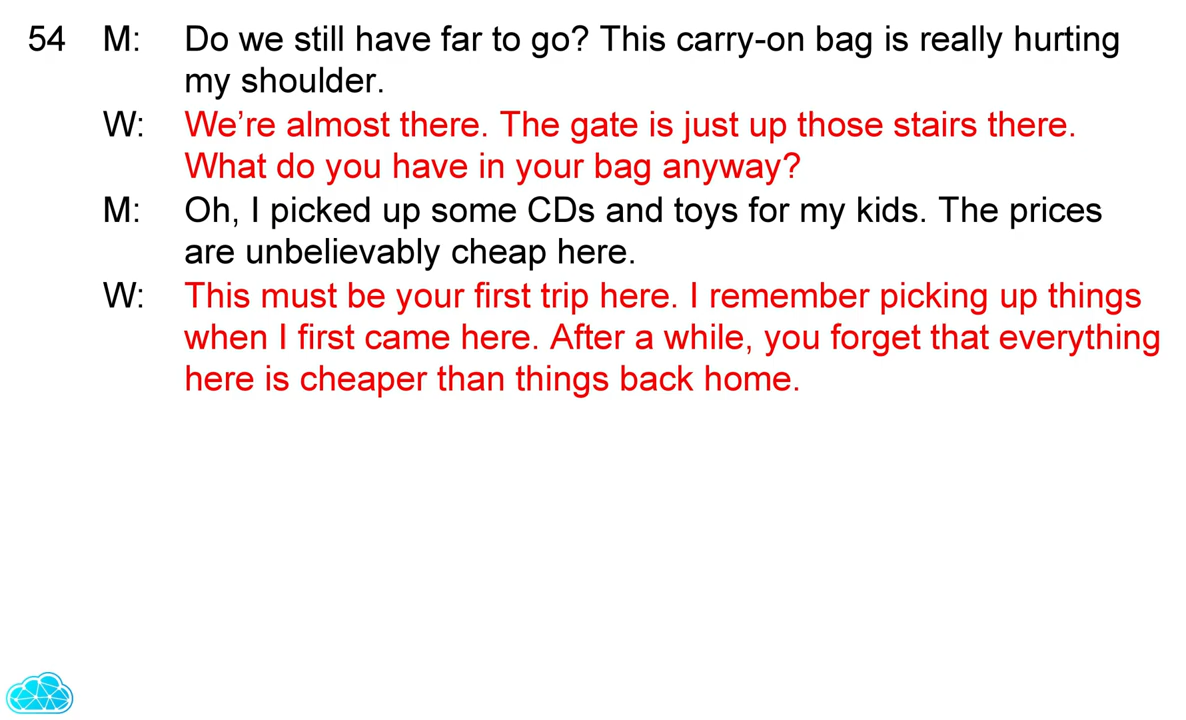 54 M: Do we still have far to go? This carry-on bag is really hurting
my shoulder.
W: We’re almost there. The gate is just up those stairs there.
What do you have in your bag anyway?
M: Oh, I picked up some CDs and toys for my kids. The prices
are unbelievably cheap here.
W: This must be your first trip here. I remember picking up things
when I first came here. After a while, you forget that everything
here is cheaper than things back home.